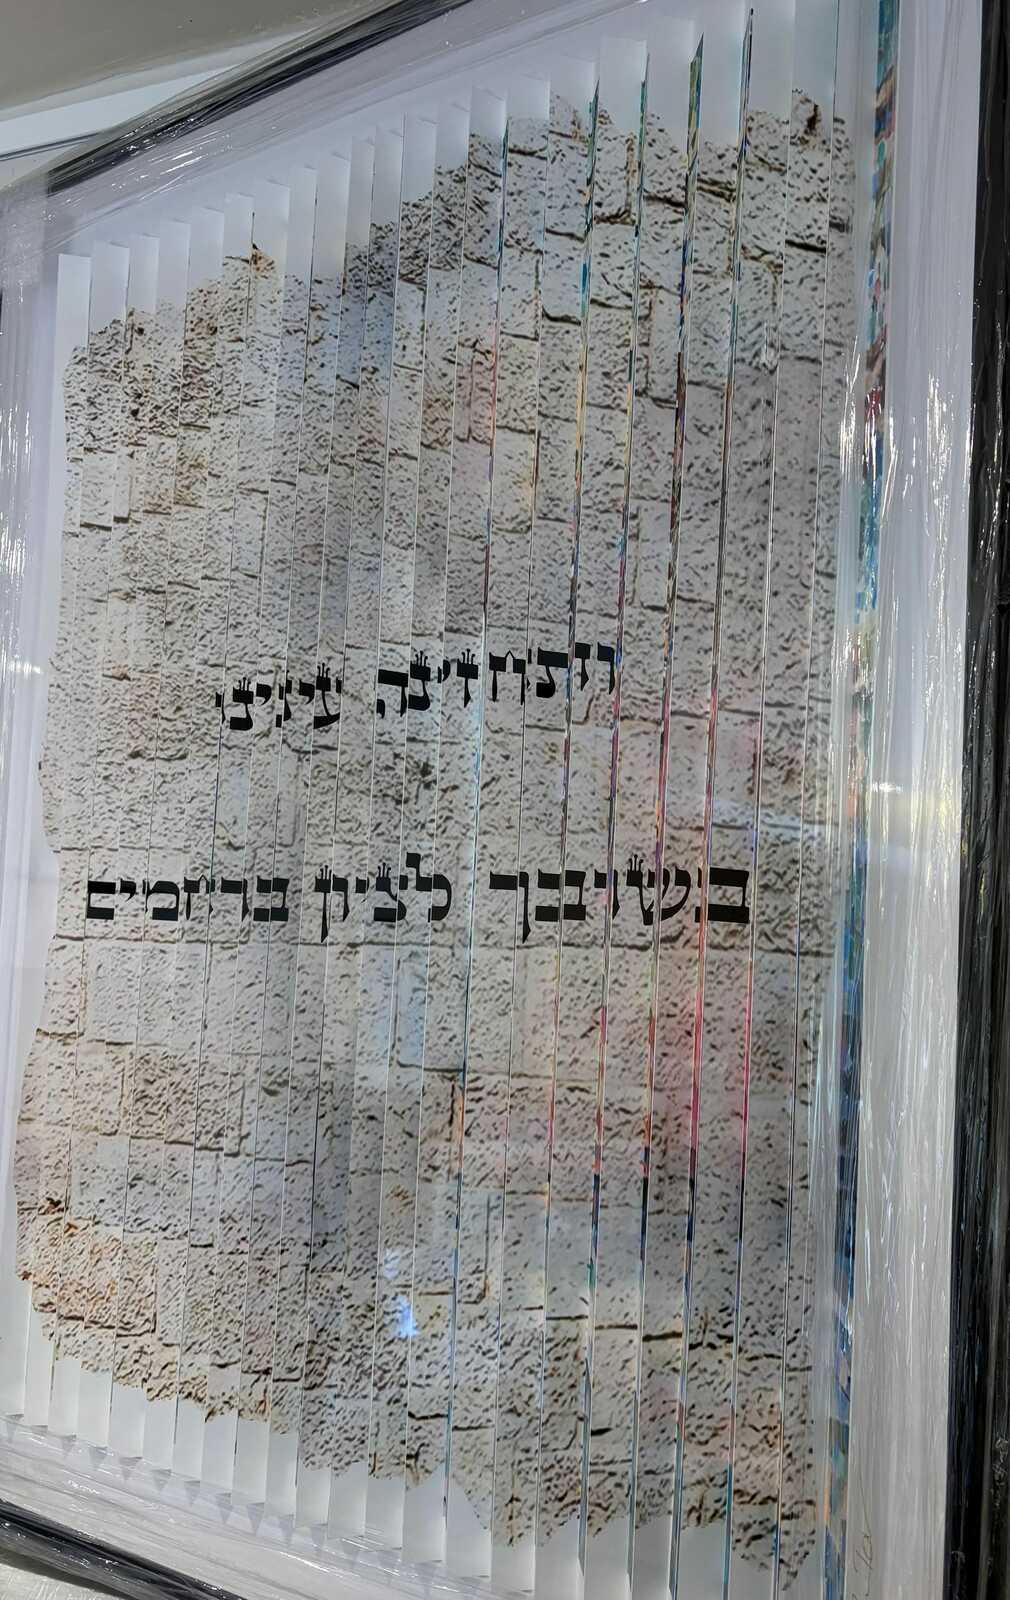 ותחזינה עינינו
בשובך לציון ברחמים